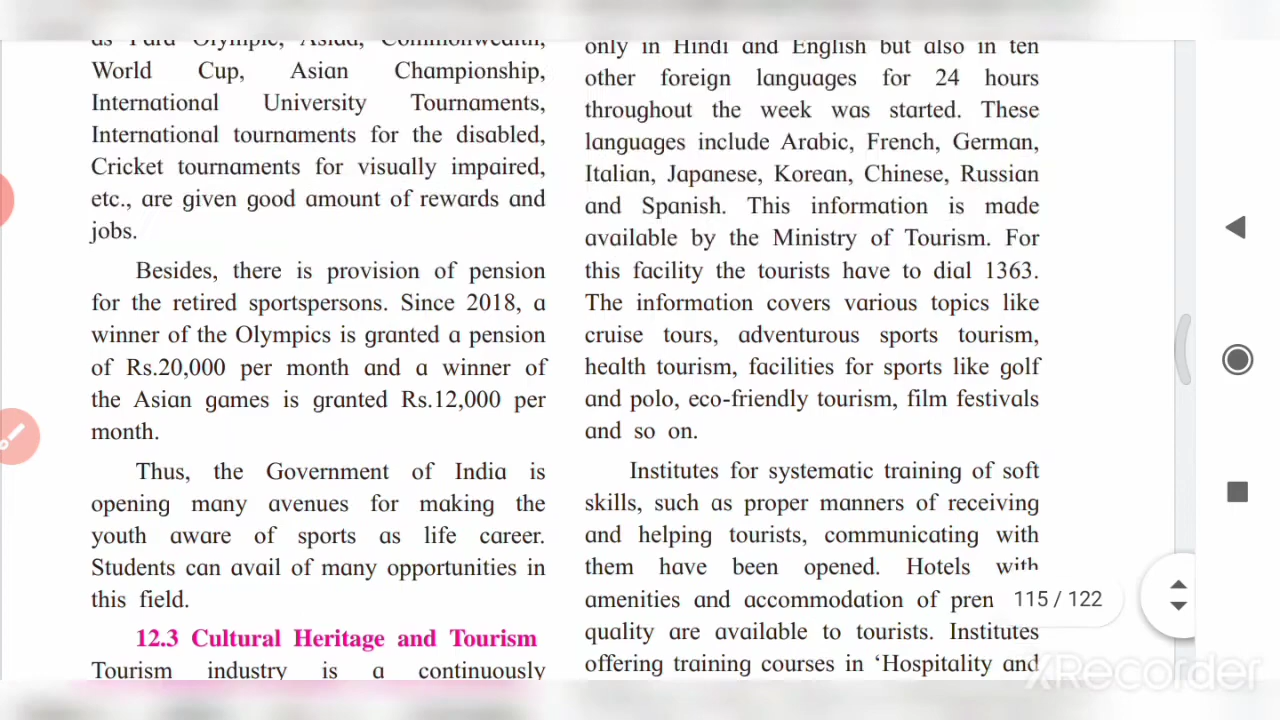 as Para Olympic, Asiad, Commonwealth,
World Cup, Asian Championship,
International University Tournaments,
International tournaments for the disabled,
Cricket tournaments for visually impaired,
etc., are given good amount of rewards and
jobs.
Besides, there is provision of pension
for the retired sportspersons. Since 2018, a
winner of the Olympics is granted a pension
of Rs.20,000 per month and a winner of
the Asian games is granted Rs.12,000 per
month.
Thus, the Government of India is
opening many avenues for making the
youth aware of sports as life career.
Students can avail of many opportunities in
this field.
12.3 Cultural Heritage and Tourism
Tourism industry is a continuously
only in Hindi and English but also in ten
other foreign languages for 24 hours
throughout the week was started. These
languages include Arabic, French, German,
Italian, Japanese, Korean, Chinese, Russian
and Spanish. This information is made
available by the Ministry of Tourism. For
this facility the tourists have to dial 1363.
The information covers various topics like
cruise tours, adventurous sports tourism,
health tourism, facilities for sports like golf
and polo, eco-friendly tourism, film festivals
and so on.
Institutes for systematic training of soft
skills, such as proper manners of receiving
and helping tourists, communicating with
them have been opened. Hotels with
amenities and accommodation of prem
quality are available to tourists. Institutes
offering training courses in ‘Hospitality and
115 / 122
XRecorder